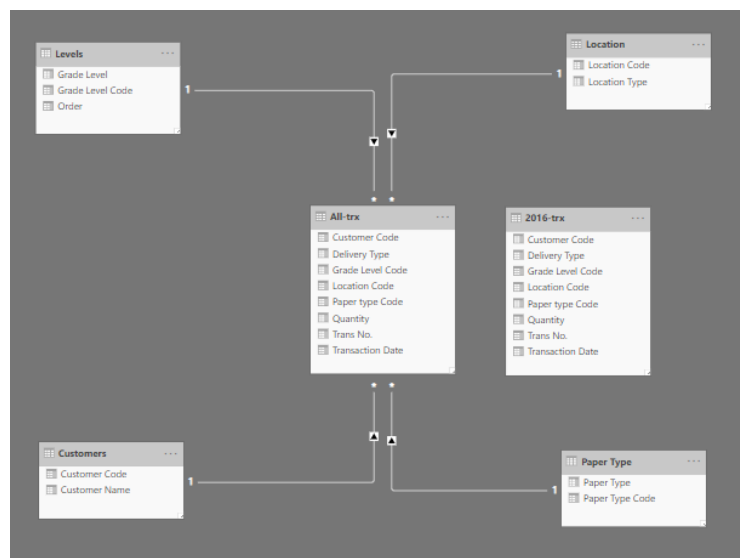 Levels ...
Grade Level
Grade Level Code
Order
1
Location ...
Location Code
Location Type
1
* *
All-trx ...
Customer Code
Delivery Type
Grade Level Code
Location Code
Paper type Code
Quantity
Trans No.
Transaction Date
2016-trx ...
Customer Code
Delivery Type
Grade Level Code
Location Code
Paper type Code
Quantity
Trans No.
Transaction Date
* *
Customers ...
Customer Code
Customer Name
1
Paper Type ...
Paper Type
Paper Type Code
1